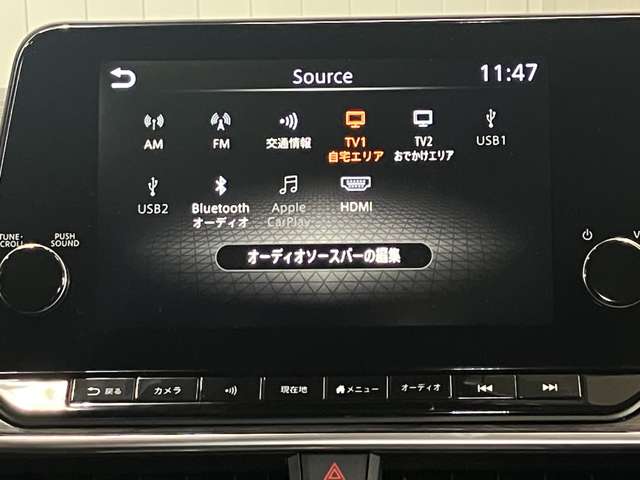 Source
11:47
AM
FM
交通情報
TV1
自宅エリア
TV2
おでかけエリア
USB1
USB2
Bluetooth
オーディオ
Apple
CarPlay
HDMI
オーディオソースバーの編集
TUNE·
SCROLL
PUSH
SOUND
V
戻る
カメラ
現在地
メニュー
オーディオ